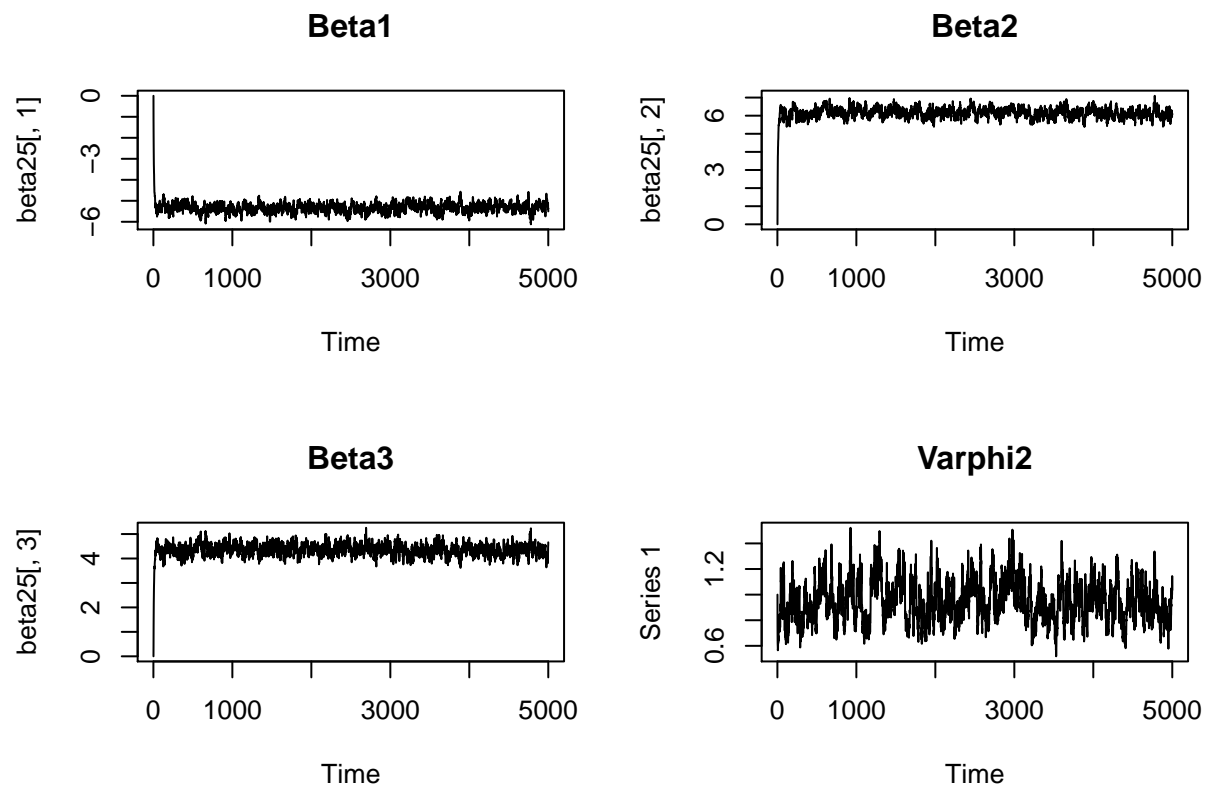 Beta1
beta25[, 1]
0
−3
−6
0 1000 3000 5000
Time
Beta2
beta25[, 2]
6
3
0
0 1000 3000 5000
Time
Beta3
beta25[, 3]
4
2
0
0 1000 3000 5000
Time
Varphi2
Series 1
1.2
0.6
0 1000 3000 5000
Time